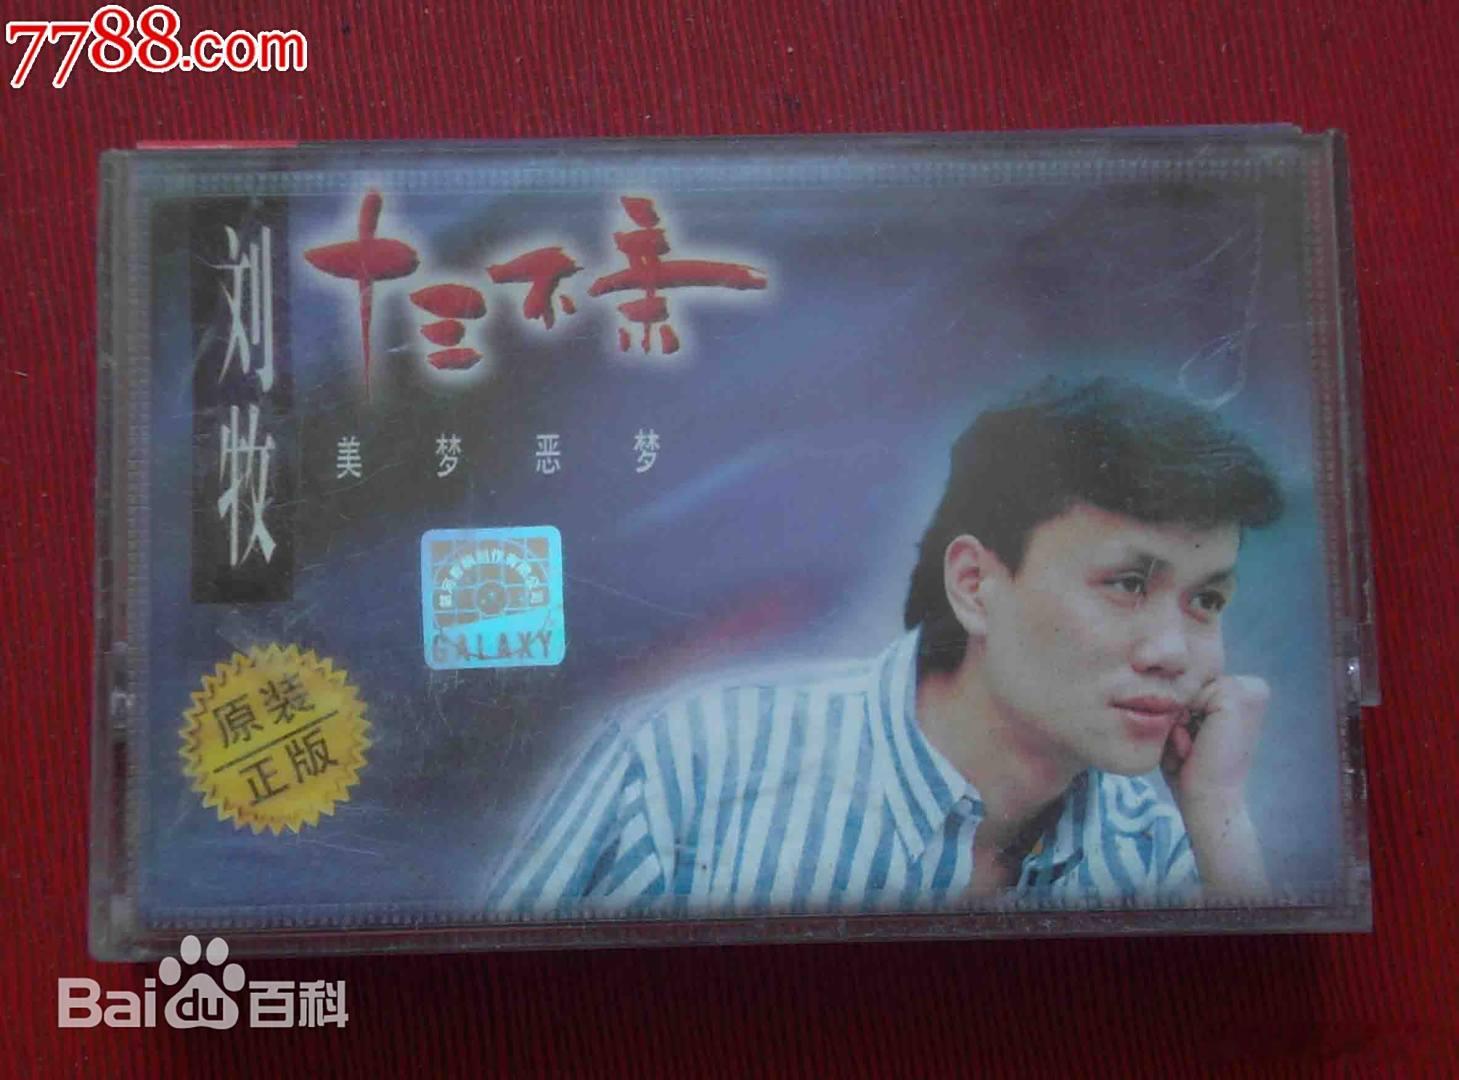 7788.com
刘牧
十三不亲
美梦恶梦
GALAXY
原装
正版
Baidu百科